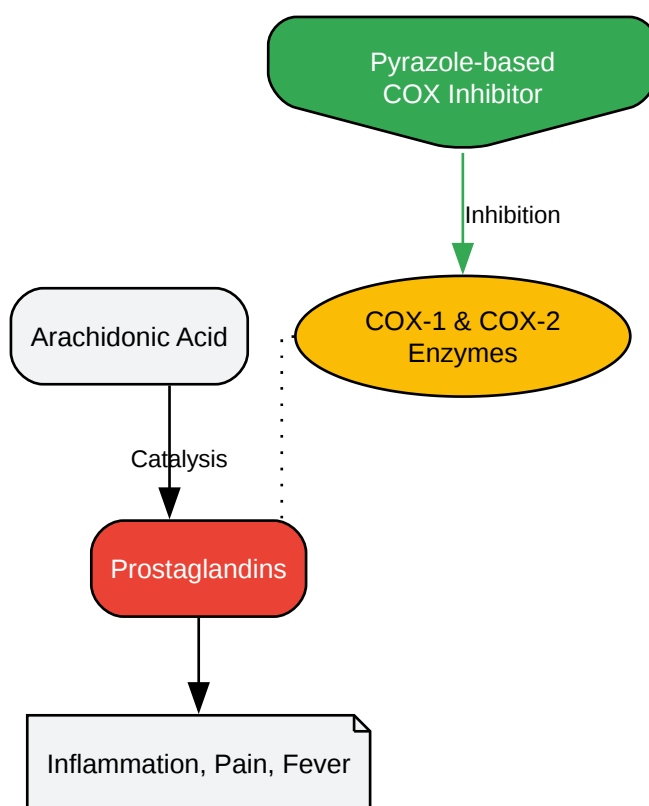 Pyrazole-based
COX Inhibitor
Inhibition
COX-1 & COX-2
Enzymes
Arachidonic Acid
Catalysis
Prostaglandins
Inflammation, Pain, Fever